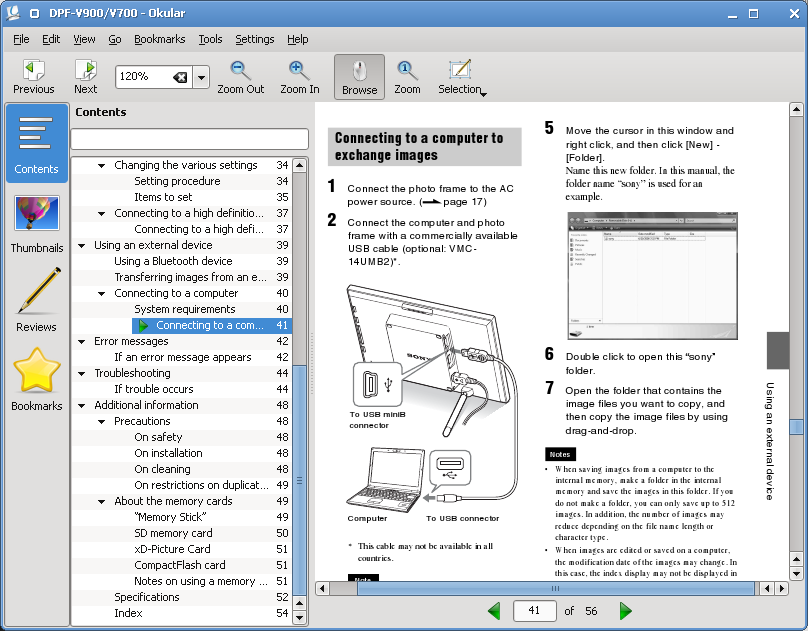 DPF-V900/V700 - Okular
File Edit View Go Bookmarks Tools Settings Help
120%
Previous Next Zoom Out Zoom In Browse Zoom Selection
Contents
Thumbnails
Reviews
Bookmarks
Contents
Changing the various settings 34
Setting procedure 34
Items to set 35
Connecting to a high definitio... 37
Connecting to a high defi... 37
Using an external device 39
Using a Bluetooth device 39
Transferring images from an e... 39
Connecting to a computer 40
System requirements 40
Connecting to a com... 41
Error messages 42
If an error message appears 42
Troubleshooting 44
If trouble occurs 44
Additional information 48
Precautions 48
On safety 48
On installation 48
On cleaning 48
On restrictions on duplicat... 49
About the memory cards 49
“Memory Stick” 49
SD memory card 50
xD-Picture Card 51
CompactFlash card 51
Notes on using a memory ... 51
Specifications 52
Index 54
Connecting to a computer to
exchange images
1 Connect the photo frame to the AC
power source. ( page 17)
2 Connect the computer and photo
frame with a commercially available
USB cable (optional: VMC-
14UMB2)*.
SONY
To USB miniB
connector
Computer
To USB connector
* This cable may not be available in all
countries.
Note
5 Move the cursor in this window and
right click, and then click [New] -
[Folder].
Name this new folder. In this manual, the
folder name “sony” is used for an
example.
6 Double click to open this “sony”
folder.
7 Open the folder that contains the
image files you want to copy, and
then copy the image files by using
drag-and-drop.
Notes
• When saving images from a computer to the
internal memory, make a folder in the internal
memory and save the images in this folder. If you
do not make a folder, you can only save up to 512
images. In addition, the number of images may
reduce depending on the file name length or
character type.
• When images are edited or saved on a computer,
the modification date of the images may change. In
this case, the index display may not be displayed in
Using an external device
41 of 56